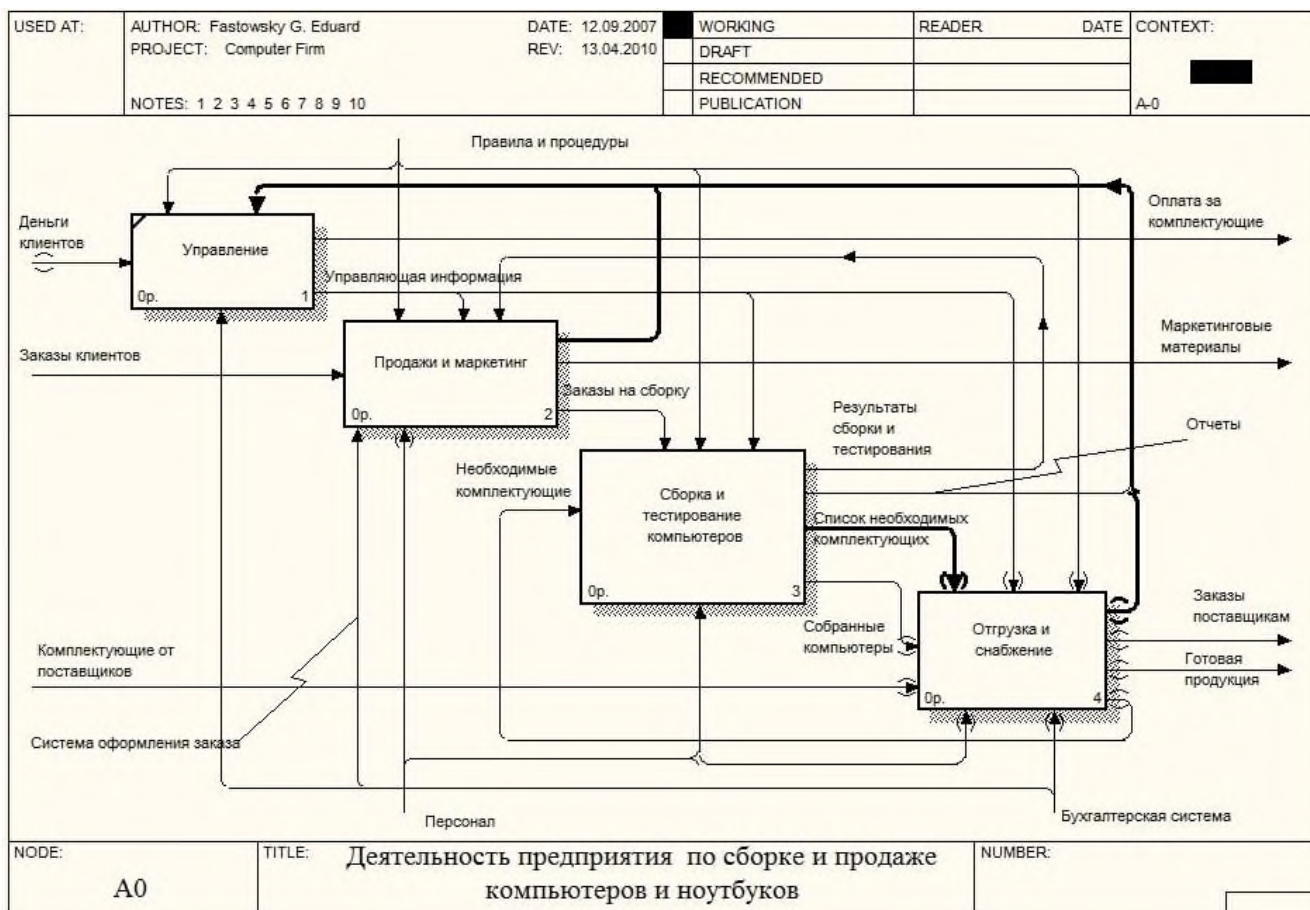 USED AT:
AUTHOR: Fastowsky G. Eduard
DATE: 12.09.2007
WORKING
READER
DATE
CONTEXT:
PROJECT: Computer Firm
REV: 13.04.2010
DRAFT
RECOMMENDED
NOTES: 1 2 3 4 5 6 7 8 9 10
PUBLICATION
A-0
Правила и процедуры
Деньги
клиентов
Управление
0р.
1
Оплата за
комплектующие
Управляющая информация
Заказы клиентов
Продажи и маркетинг
0р.
2
Маркетинговые
материалы
Заказы на сборку
Результаты
сборки и
тестирования
Отчеты
Необходимые
комплектующие
Сборка и
тестирование
компьютеров
0р.
3
Список необходимых
комплектующих
Собранные
компьютеры
Отгрузка и
снабжение
0р.
4
Заказы
поставщикам
Готовая
продукция
Комплектующие от
поставщиков
Система оформления заказа
Персонал
Бухгалтерская система
NODE:
A0
TITLE:
Деятельность предприятия по сборке и продаже
компьютеров и ноутбуков
NUMBER: